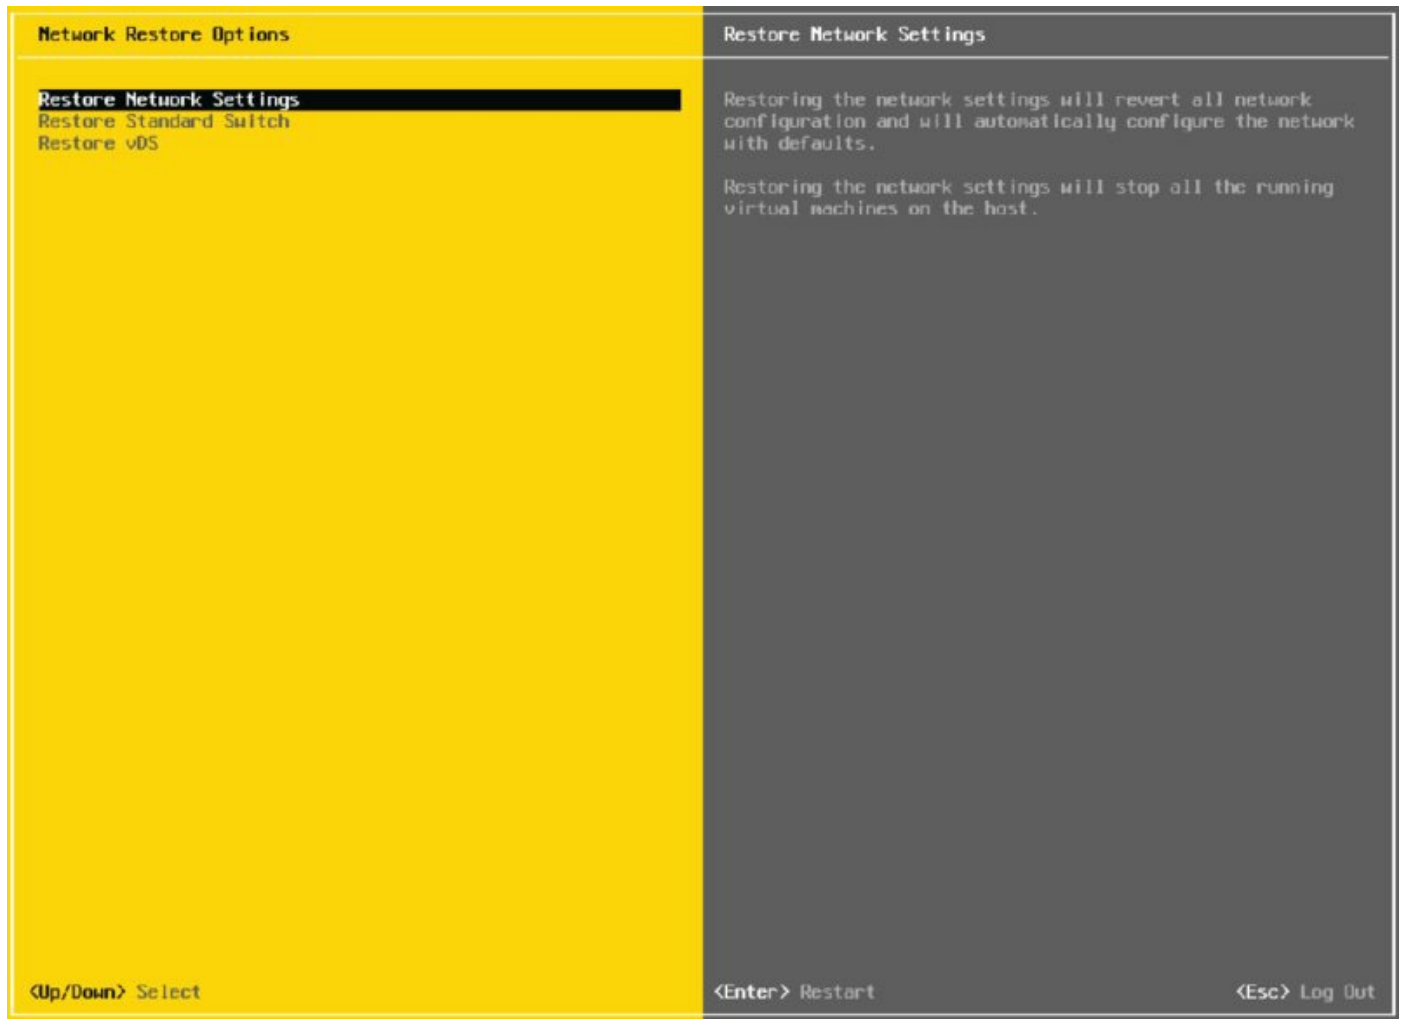 Network Restore Options
Restore Network Settings
Restore Standard Switch
Restore vDS
<Up/Down> Select
Restore Network Settings
Restoring the network settings will revert all network
configuration and will automatically configure the network
with defaults.
Restoring the network settings will stop all the running
virtual machines on the host.
<Enter> Restart
<Esc> Log Out